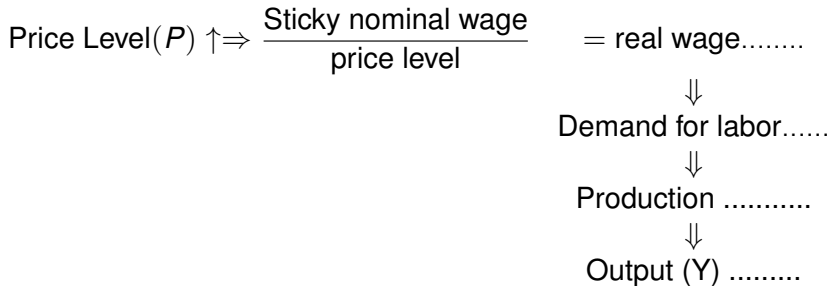 Price Level(P) ↑⇒ Sticky nominal wage / price level = real wage........
⇓
Demand for labor......
⇓
Production ...........
⇓
Output (Y) .........